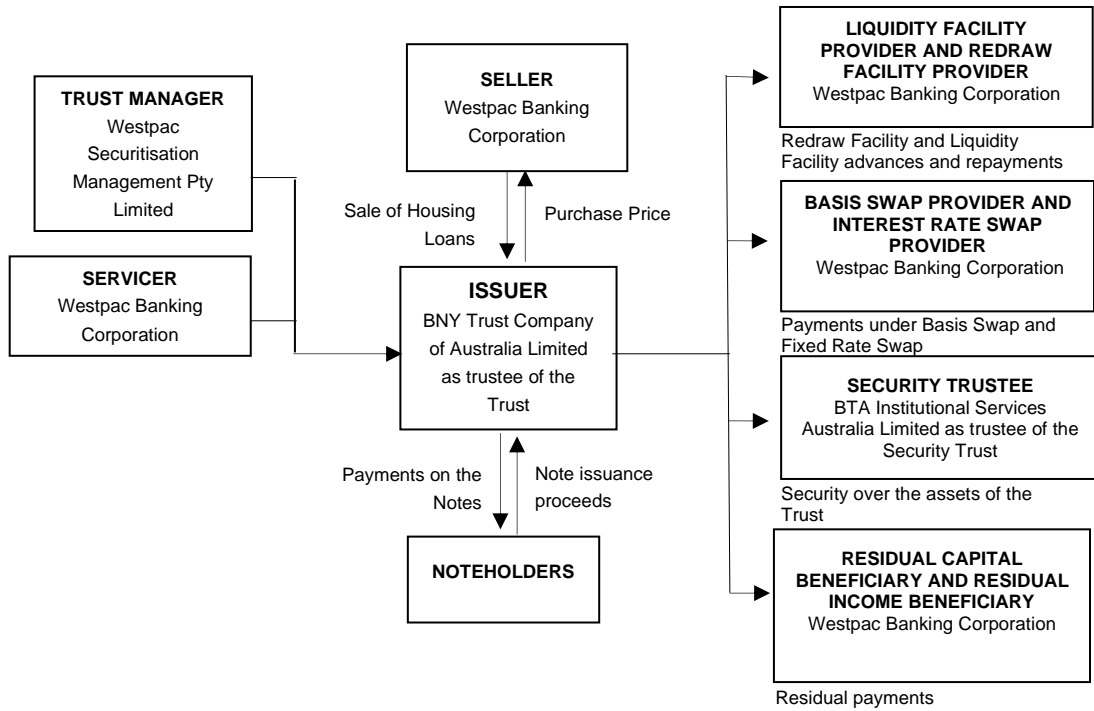 TRUST MANAGER
Westpac
Securitisation
Management Pty
Limited
SERVICER
Westpac Banking
Corporation
SELLER
Westpac Banking
Corporation
Sale of Housing
Loans
Purchase Price
ISSUER
BNY Trust Company
of Australia Limited
as trustee of the
Trust
Payments on the
Notes
Note issuance
proceeds
NOTEHOLDERS
LIQUIDITY FACILITY
PROVIDER AND REDRAW
FACILITY PROVIDER
Westpac Banking Corporation
Redraw Facility and Liquidity
Facility advances and repayments
BASIS SWAP PROVIDER AND
INTEREST RATE SWAP
PROVIDER
Westpac Banking Corporation
Payments under Basis Swap and
Fixed Rate Swap
SECURITY TRUSTEE
BTA Institutional Services
Australia Limited as trustee of the
Security Trust
Security over the assets of the
Trust
RESIDUAL CAPITAL
BENEFICIARY AND RESIDUAL
INCOME BENEFICIARY
Westpac Banking Corporation
Residual payments